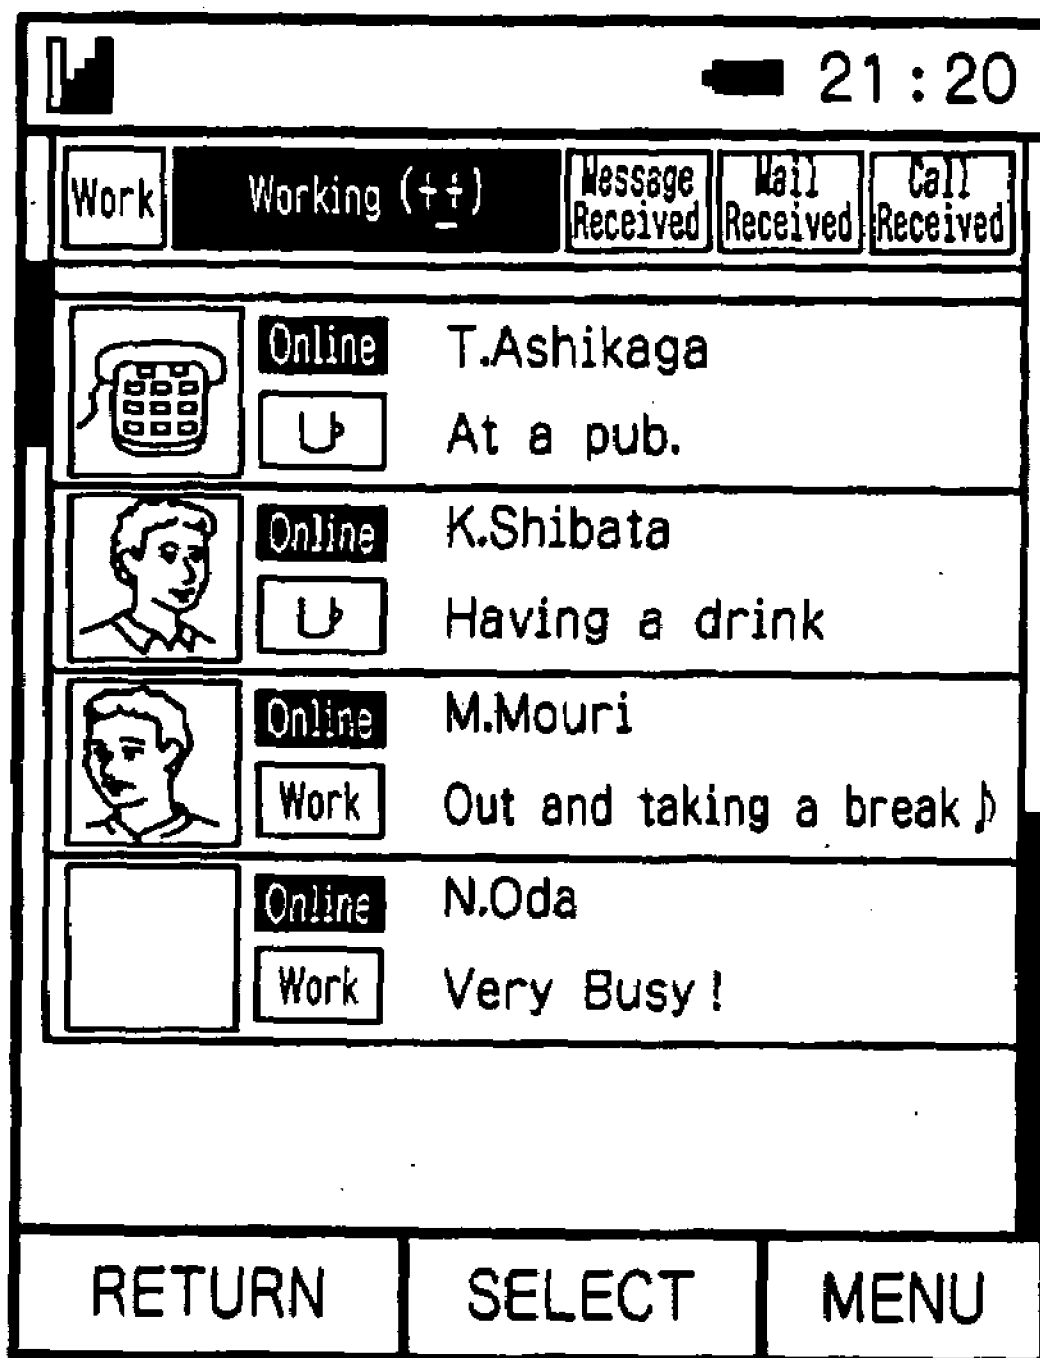 21:20
Work Working (‡_‡) Message Received Mail Received Call Received
Online T.Ashikaga
At a pub.
Online K.Shibata
Having a drink
Online M.Mouri
Work Out and taking a break♪
Online N.Oda
Work Very Busy!
RETURN SELECT MENU